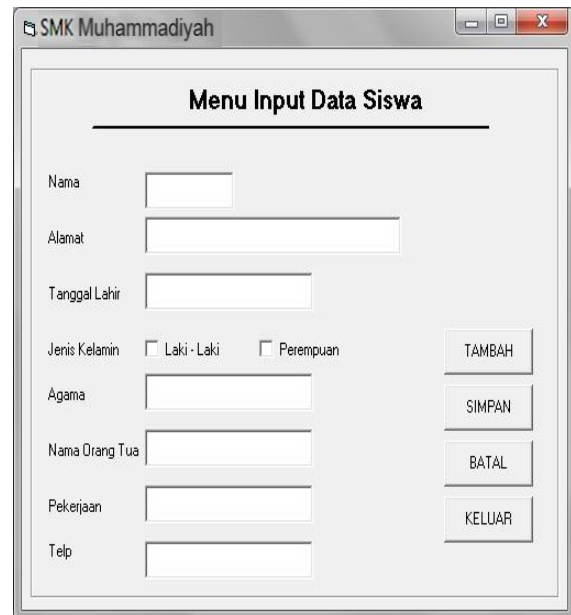 SMK Muhammadiyah
Menu Input Data Siswa
Nama
Alamat
Tanggal Lahir
Jenis Kelamin Laki - Laki Perempuan TAMBAH
Agama
SIMPAN
Nama Orang Tua
BATAL
Pekerjaan
KELUAR
Telp